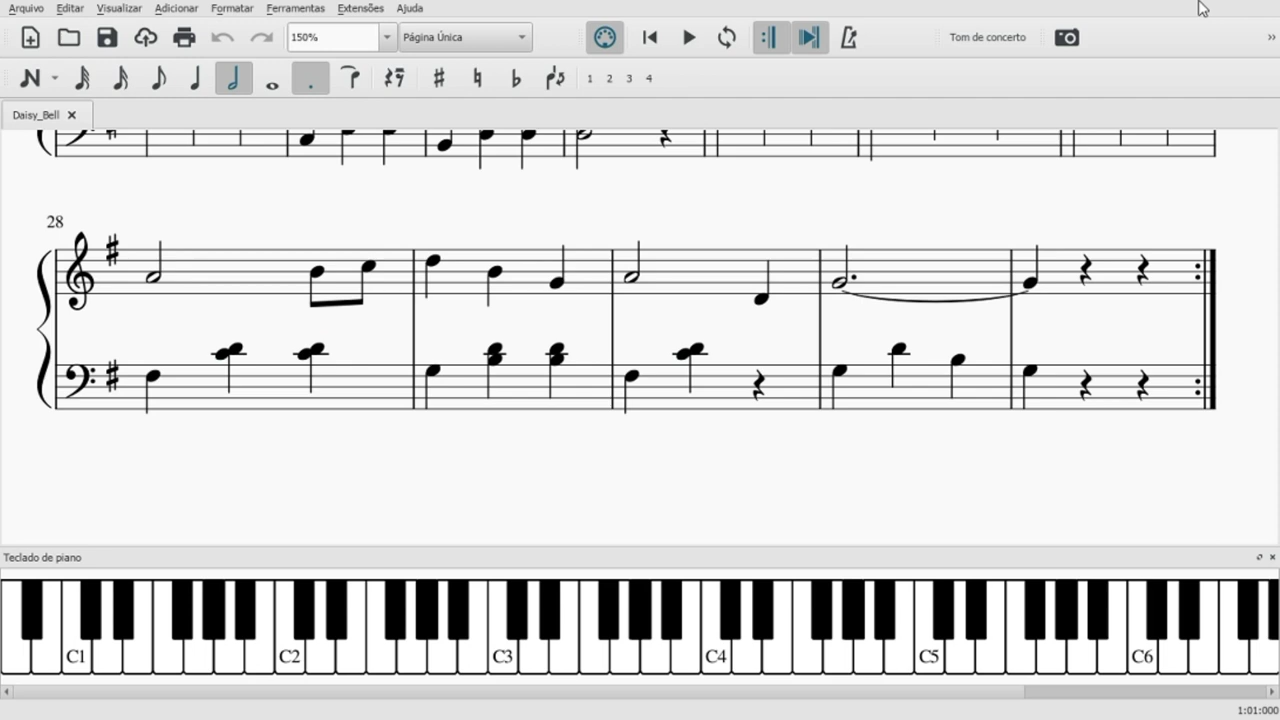 Arquivo Editar Visualizar Adicionar Formatar Ferramentas Extensões Ajuda
150% Página Única Tom de concerto
1 2 3 4
Daisy_Bell
28
Teclado de piano
C1 C2 C3 C4 C5 C6
1:01:000